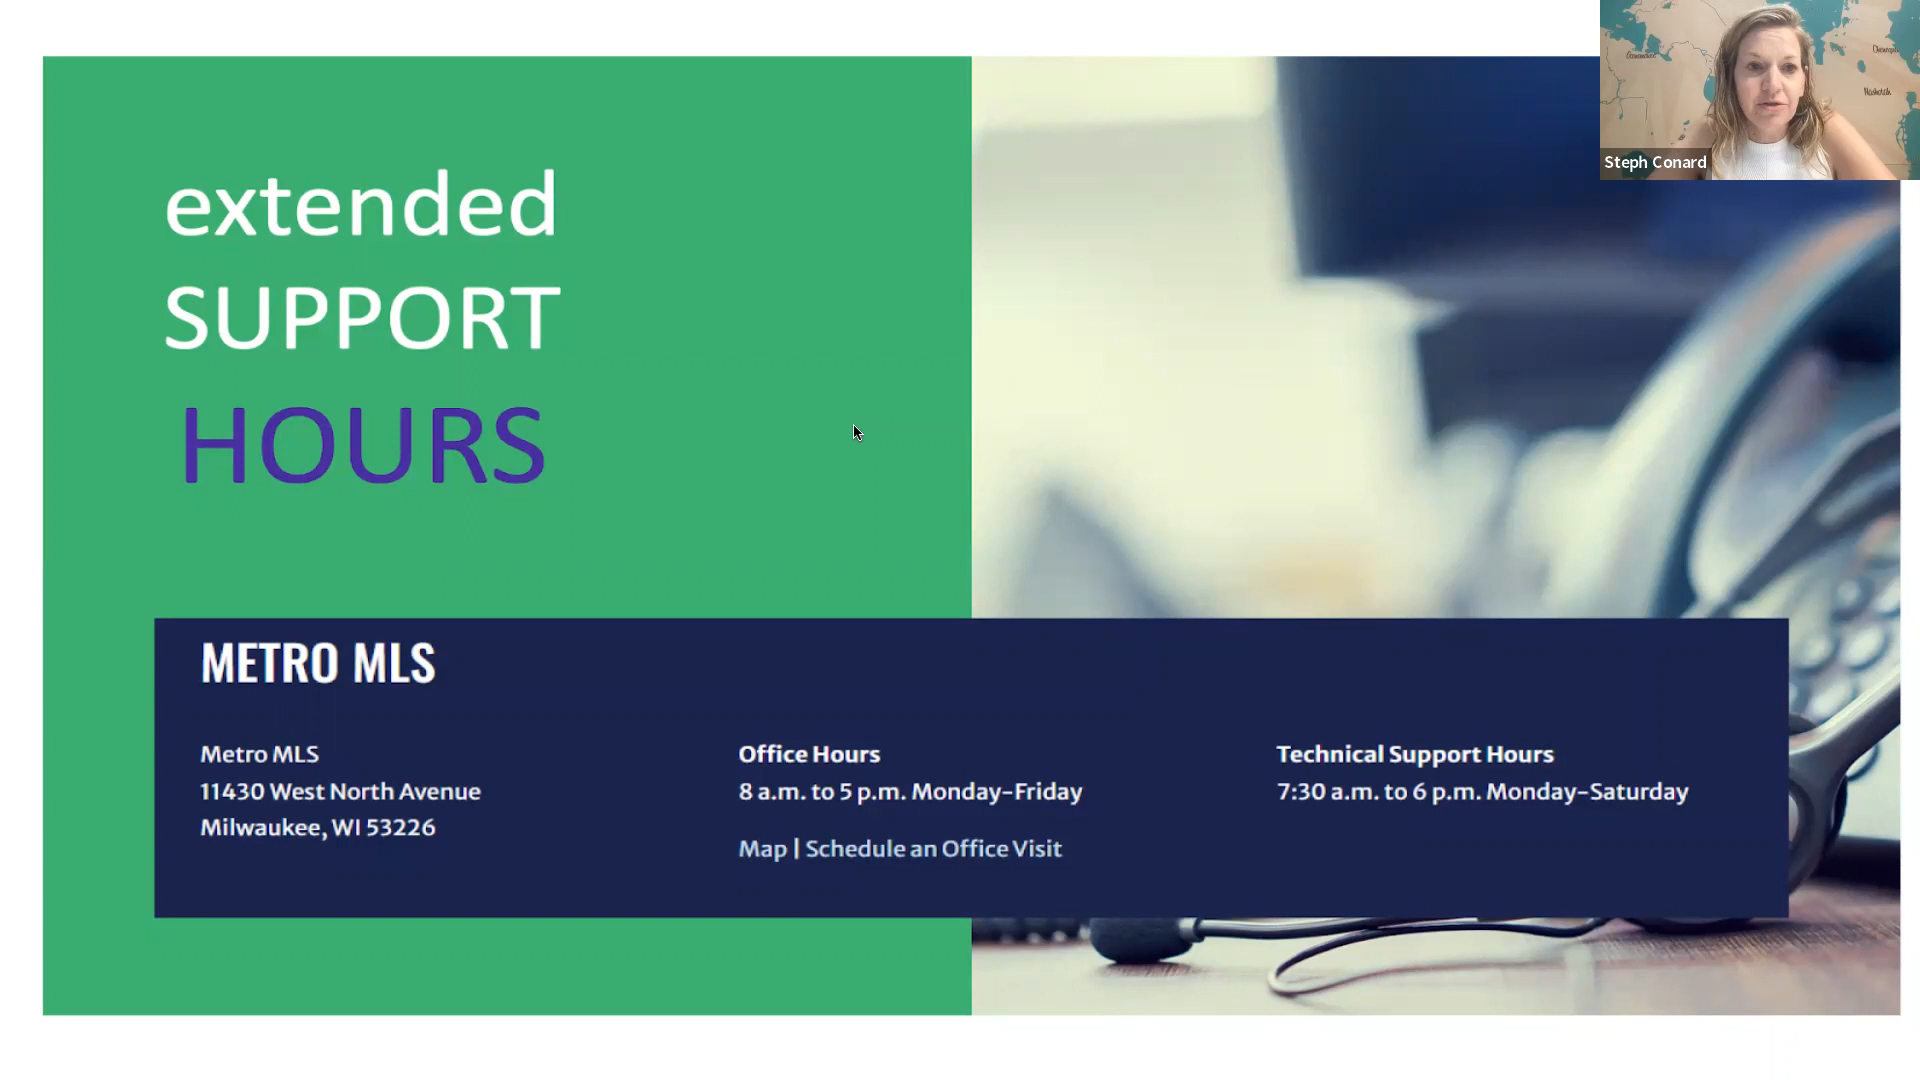 extended
SUPPORT
HOURS
METRO MLS
Metro MLS
11430 West North Avenue
Milwaukee, WI 53226
Office Hours
8 a.m. to 5 p.m. Monday–Friday
Map | Schedule an Office Visit
Technical Support Hours
7:30 a.m. to 6 p.m. Monday–Saturday
Steph Conard